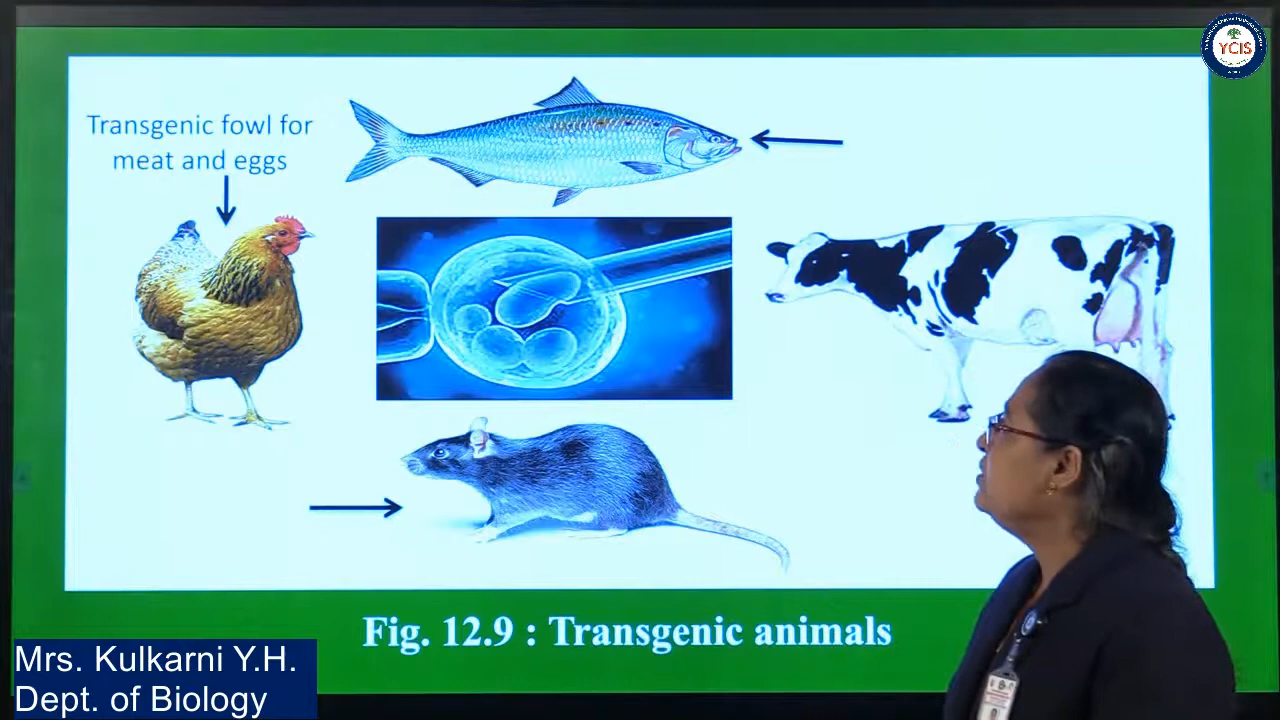 YCIS
Transgenic fowl for
meat and eggs
Fig. 12.9 : Transgenic animals
Mrs. Kulkarni Y.H.
Dept. of Biology